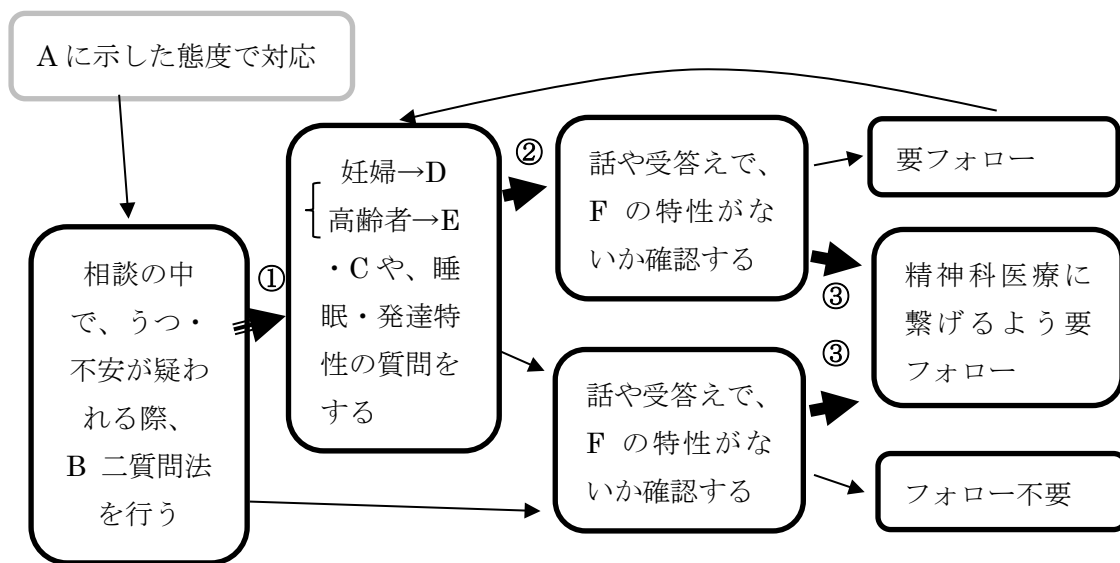 A に示した態度で対応
相談の中
で、うつ・
不安が疑わ
れる際、
B 二質問法
を行う
①
妊婦→D
高齢者→E
・C や、睡
眠・発達特
性の質問を
する
②
話や受答えで、
F の特性がな
いか確認する
話や受答えで、
F の特性がな
いか確認する
③
③
要フォロー
精神科医療に
繋げるよう要
フォロー
フォロー不要